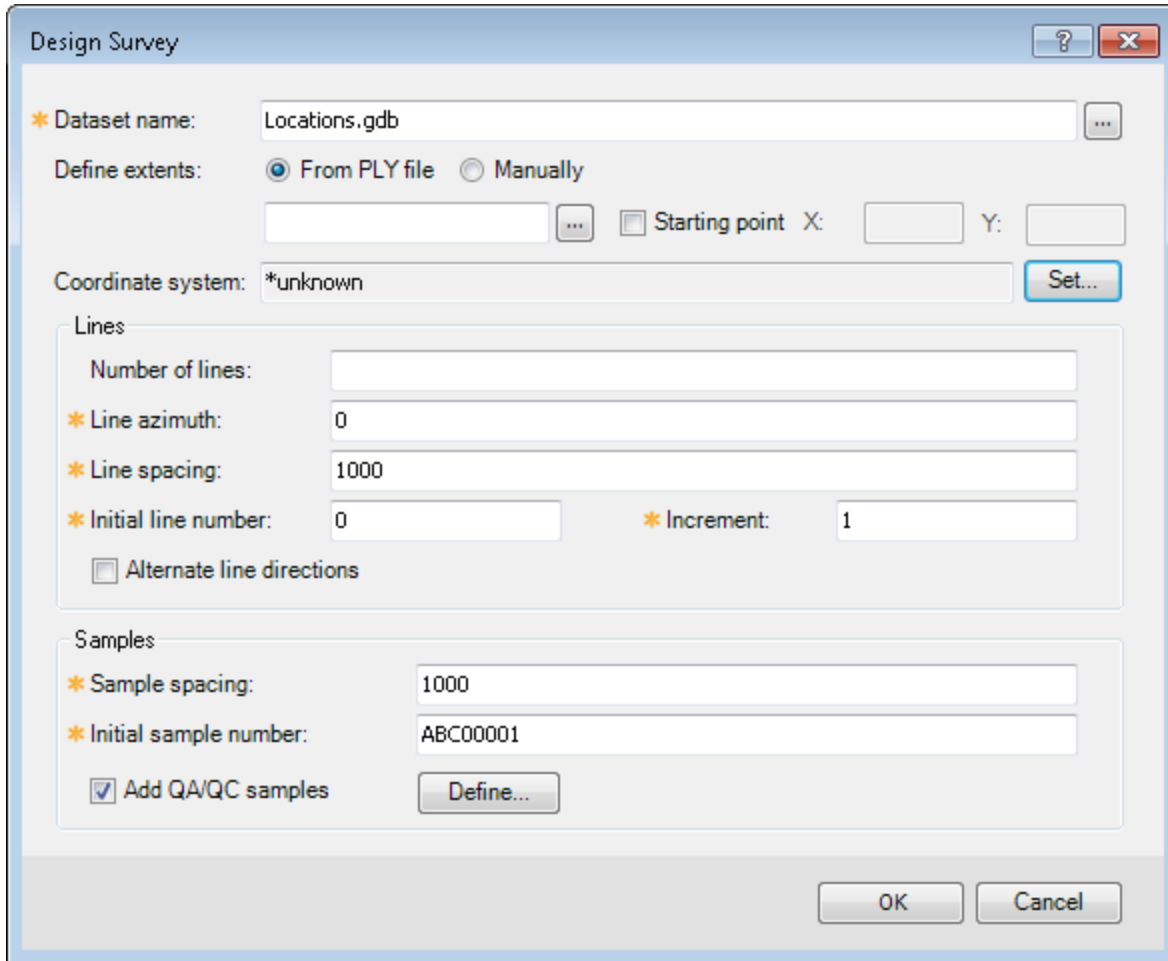 Design Survey
Dataset name: Locations.gdb ...
Define extents: From PLY file Manually
... Starting point X: Y:
Coordinate system: *unknown Set...
Lines
Number of lines:
Line azimuth: 0
Line spacing: 1000
Initial line number: 0 Increment: 1
Alternate line directions
Samples
Sample spacing: 1000
Initial sample number: ABC00001
Add QA/QC samples Define...
OK Cancel